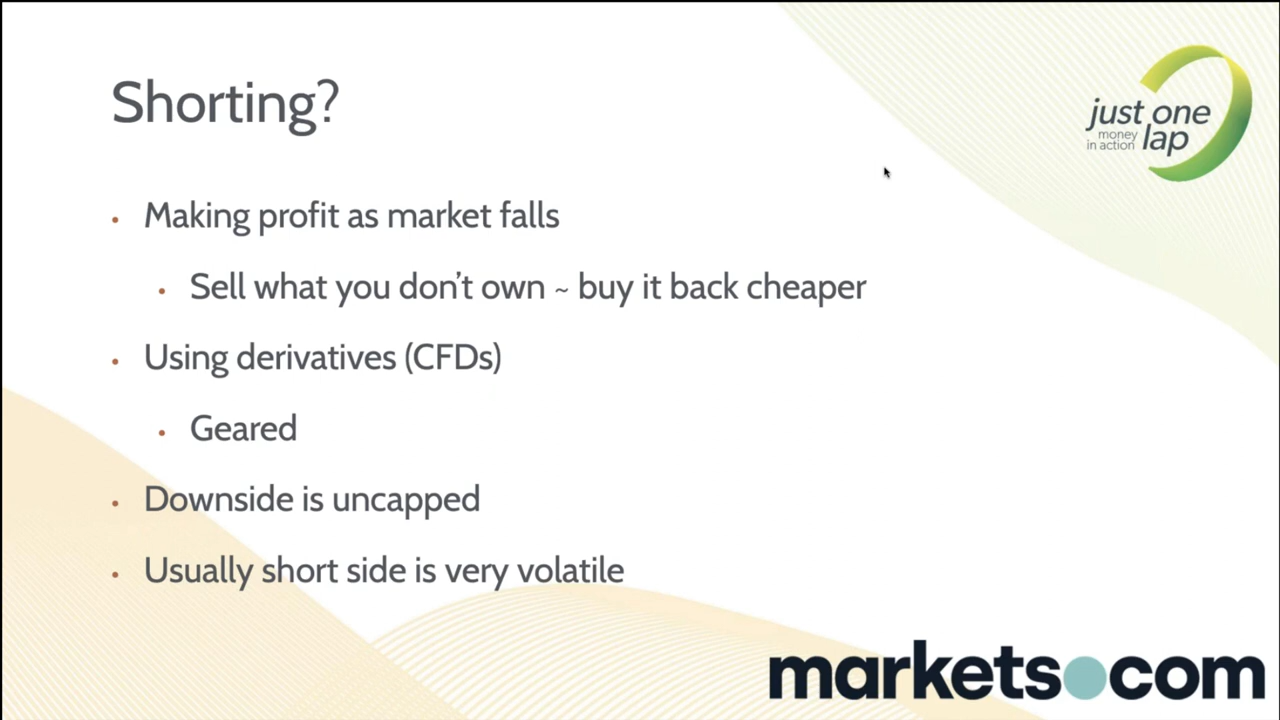 Shorting?
just one
money
in action
lap
• Making profit as market falls
• Sell what you don't own ~ buy it back cheaper
• Using derivatives (CFDs)
• Geared
• Downside is uncapped
• Usually short side is very volatile
markets.com